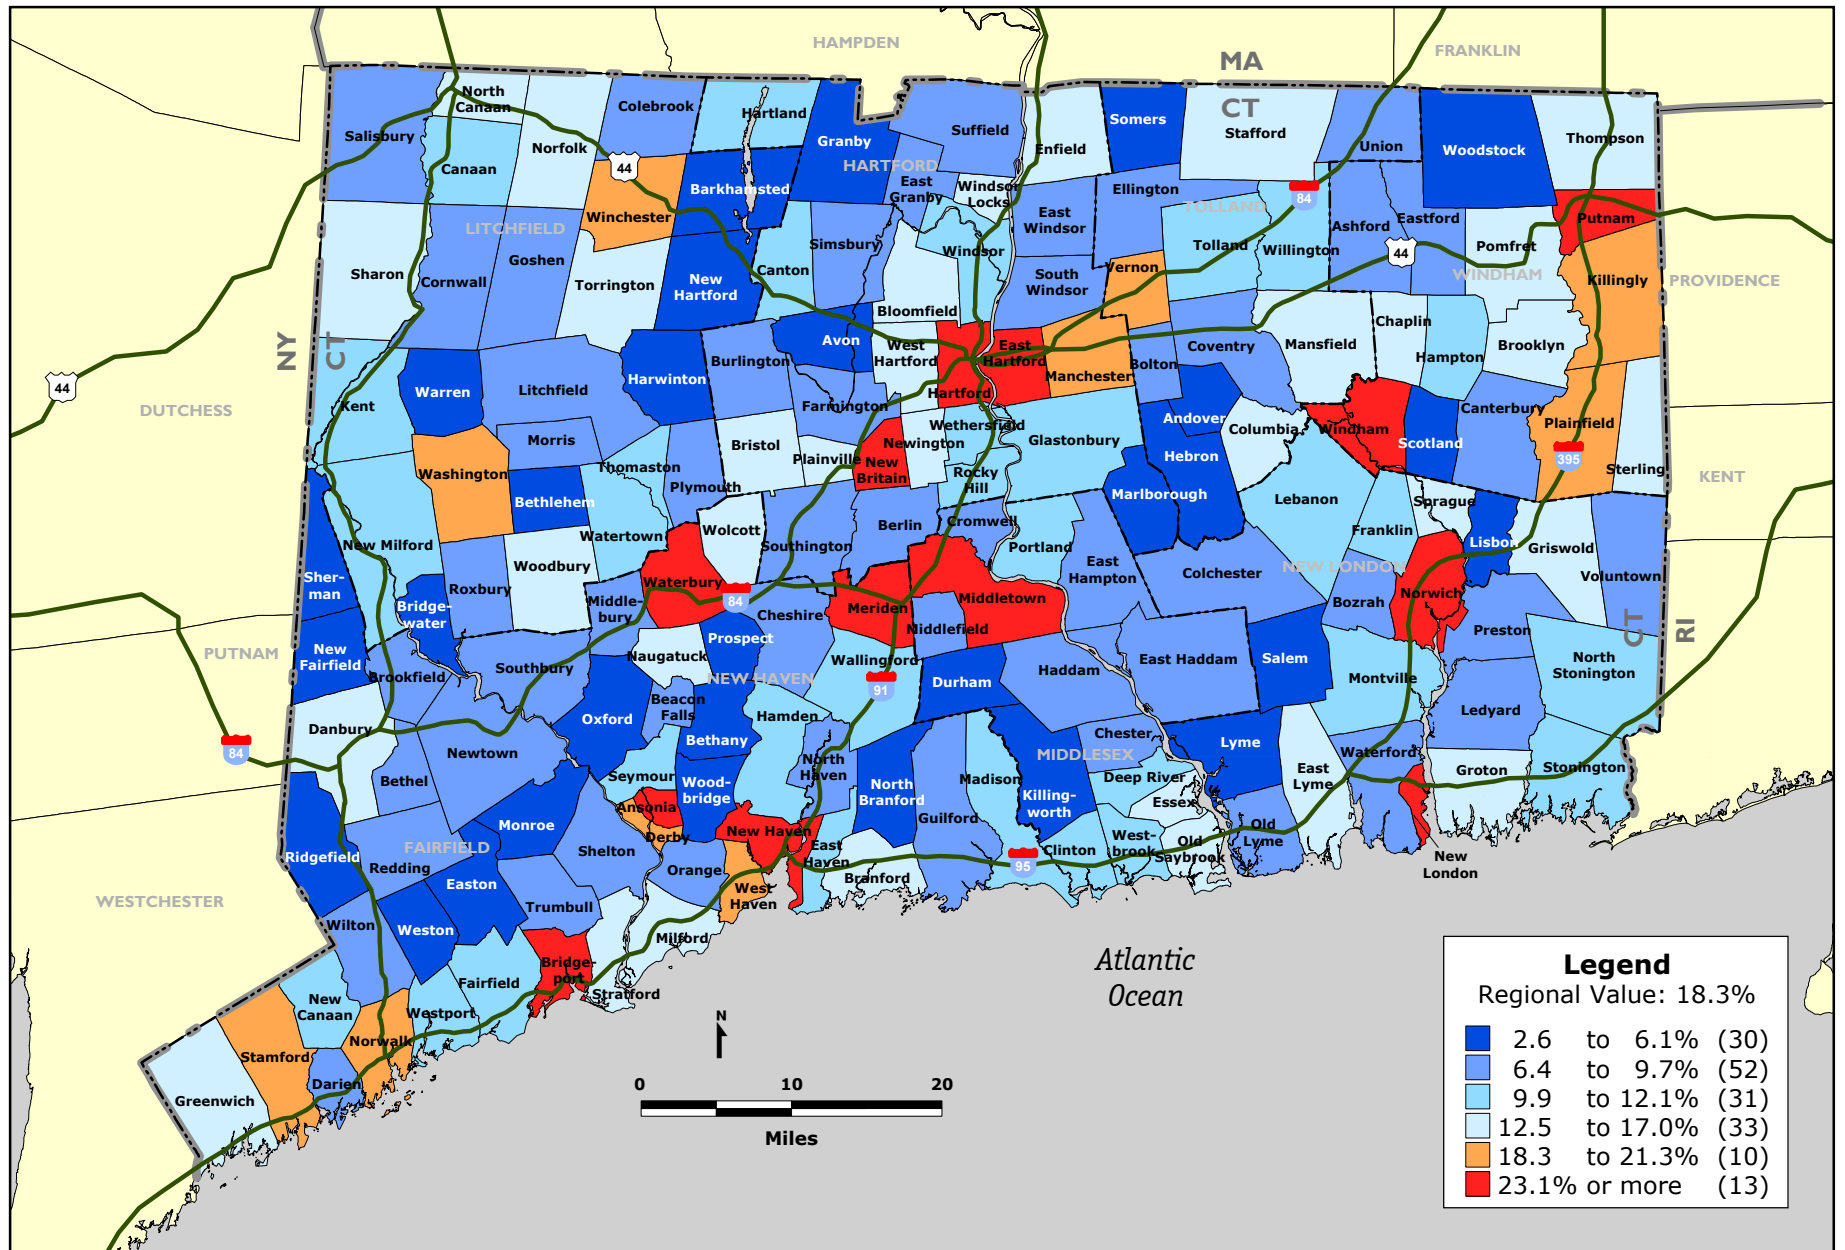 HAMPDEN
FRANKLIN
MA
CT
North
Canaan
Colebrook
Hartland
Salisbury
Norfolk
Canaan
44
Granby
Suffield
HARTFORD
Enfield
Somers
Stafford
Union
Woodstock
Thompson
Barkhamsted
East
Granby
Windsor
Locks
Ellington
84
Winchester
LITCHFIELD
TOLLAND
East
Windsor
Ashford
Eastford
Putnam
Simsbury
Windsor
Tolland
Willington
44
Pomfret
Sharon
Goshen
Cornwall
Torrington
New
Hartford
Canton
South
Windsor
Vernon
WINDHAM
Killingly
PROVIDENCE
Bloomfield
NY
CT
Avon
West
Hartford
East
Hartford
Burlington
Bolton
Coventry
Mansfield
Chaplin
Hampton
Brooklyn
44
DUTCHESS
Kent
Warren
Litchfield
Harwinton
Manchester
Hartford
Farmington
Andover
Columbia
Windham
Scotland
Canterbury
Plainfield
395
Morris
Bristol
Plainville
Newington
New
Britain
Wethersfield
Glastonbury
Hebron
Washington
Thomaston
Plymouth
Rocky
Hill
Marlborough
Lebanon
Sterling
KENT
Bethlehem
Sprague
Watertown
Wolcott
Southington
Berlin
Cromwell
Portland
Franklin
Lisbon
Griswold
New Milford
Woodbury
Roxbury
Waterbury
East
Hampton
Colchester
NEW LONDON
Voluntown
Sher-
man
Bridge-
water
Middle-
bury
84
Cheshire
Meriden
Middletown
Middlefield
Bozrah
Norwich
Preston
CT
RI
PUTNAM
New
Fairfield
Brookfield
Southbury
Naugatuck
Prospect
Wallingford
NEW HAVEN
91
Durham
Haddam
East Haddam
Salem
Montville
North
Stonington
Danbury
Oxford
Beacon
Falls
Bethany
Hamden
Ledyard
84
Newtown
Bethel
Seymour
Wood-
bridge
North
Haven
North
Branford
Madison
MIDDLESEX
Chester
Deep River
Killing-
worth
Essex
Lyme
East
Lyme
Waterford
Groton
Stonington
Ansonia
Derby
Monroe
FAIRFIELD
Ridgefield
Redding
Shelton
New Haven
East
Haven
Guilford
Clinton
West-
brook
Old
Saybrook
Old
Lyme
New
London
Easton
Orange
West
Haven
Branford
95
WESTCHESTER
Wilton
Weston
Trumbull
Milford
Bridge-
port
Fairfield
Stratford
New
Canaan
Westport
Norwalk
Stamford
Darien
Greenwich
Atlantic
Ocean
N
0 10 20
Miles
Legend
Regional Value: 18.3%
2.6 to 6.1% (30)
6.4 to 9.7% (52)
9.9 to 12.1% (31)
12.5 to 17.0% (33)
18.3 to 21.3% (10)
23.1% or more (13)